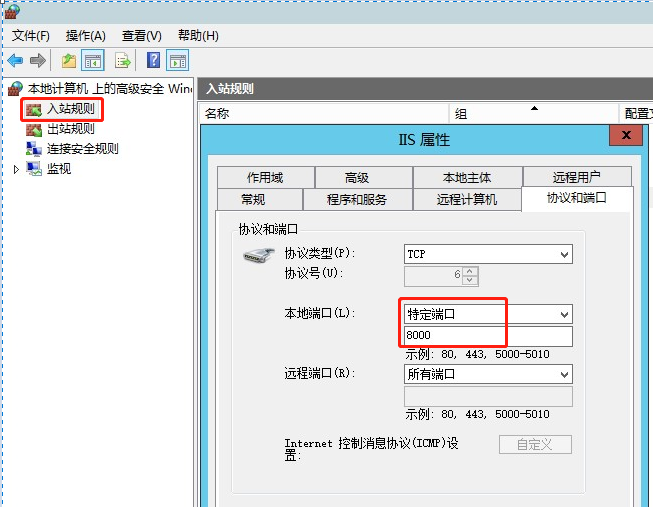 文件(F) 操作(A) 查看(V) 帮助(H)
本地计算机 上的高级安全 Wind
入站规则
出站规则
连接安全规则
监视
入站规则
名称 组 配置文
IIS 属性
作用域 高级 本地主体 远程用户
常规 程序和服务 远程计算机 协议和端口
协议和端口
协议类型(P): TCP
协议号(U): 6
本地端口(L): 特定端口
8000
示例: 80, 443, 5000-5010
远程端口(R): 所有端口
示例: 80, 443, 5000-5010
Internet 控制消息协议(ICMP)设
置:
自定义